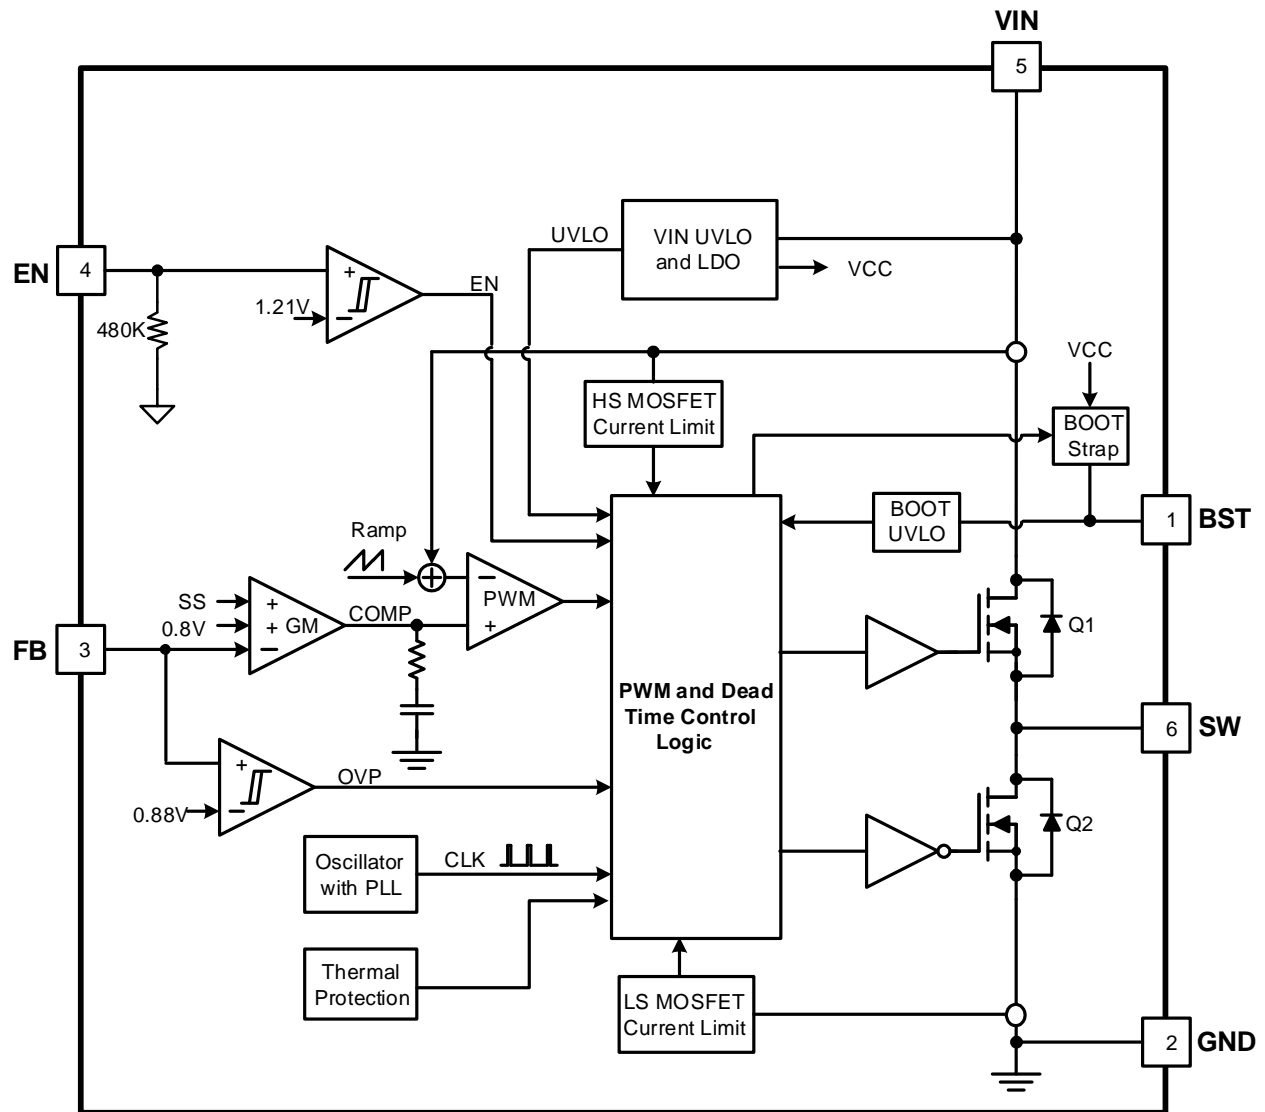 VIN
5
UVLO
VIN UVLO
and LDO
VCC
EN
4
EN
1.21V
+
−
480K
VCC
HS MOSFET
Current Limit
BOOT
Strap
BOOT
UVLO
1
BST
Ramp
+
−
PWM
+
SS
0.8V
+
+
GM
−
COMP
FB
3
Q1
PWM and Dead
Time Control
Logic
6
SW
+
−
0.88V
OVP
Q2
Oscillator
with PLL
CLK
Thermal
Protection
LS MOSFET
Current Limit
2
GND